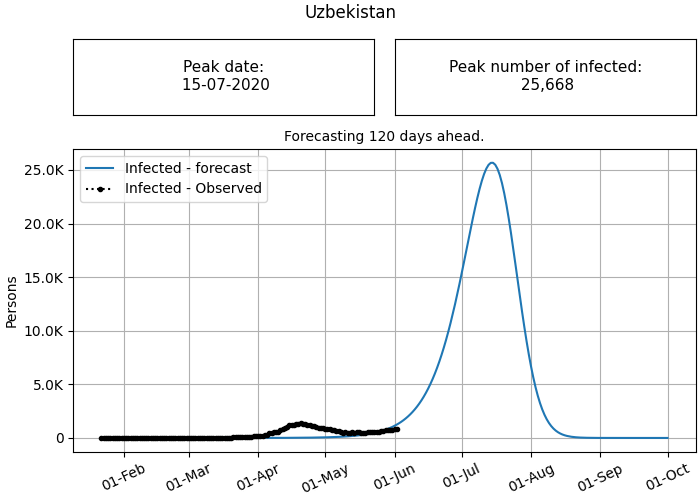 Uzbekistan
Peak date:
15-07-2020
Peak number of infected:
25,668
Forecasting 120 days ahead.
Infected - forecast
Infected - Observed
25.0K
20.0K
15.0K
10.0K
5.0K
0
Persons
01-Feb
01-Mar
01-Apr
01-May
01-Jun
01-Jul
01-Aug
01-Sep
01-Oct